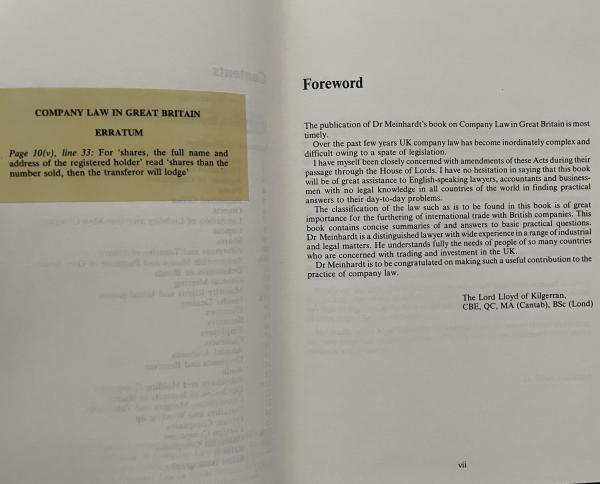 COMPANY LAW IN GREAT BRITAIN
ERRATUM
Page 10(v), line 33: For ‘shares, the full name and
address of the registered holder’ read ‘shares than the
number sold, then the transferor will lodge’
Foreword
The publication of Dr Meinhardt's book on Company Law in Great Britain is most
timely.
Over the past few years UK company law has become inordinately complex and
difficult owing to a spate of legislation.
I have myself been closely concerned with amendments of these Acts during their
passage through the House of Lords. I have no hesitation in saying that this book
will be of great assistance to English-speaking lawyers, accountants and business-
men with no legal knowledge in all countries of the world in finding practical
answers to their day-to-day problems.
The classification of the law such as is to be found in this book is of great
importance for the furthering of international trade with British companies. This
book contains concise summaries of and answers to basic practical questions.
Dr Meinhardt is a distinguished lawyer with wide experience in a range of industrial
and legal matters. He understands fully the needs of people of so many countries
who are concerned with trading and investment in the UK.
Dr Meinhardt is to be congratulated on making such a useful contribution to the
practice of company law.
The Lord Lloyd of Kilgerran,
CBE, QC, MA (Cantab), BSc (Lond)
vii